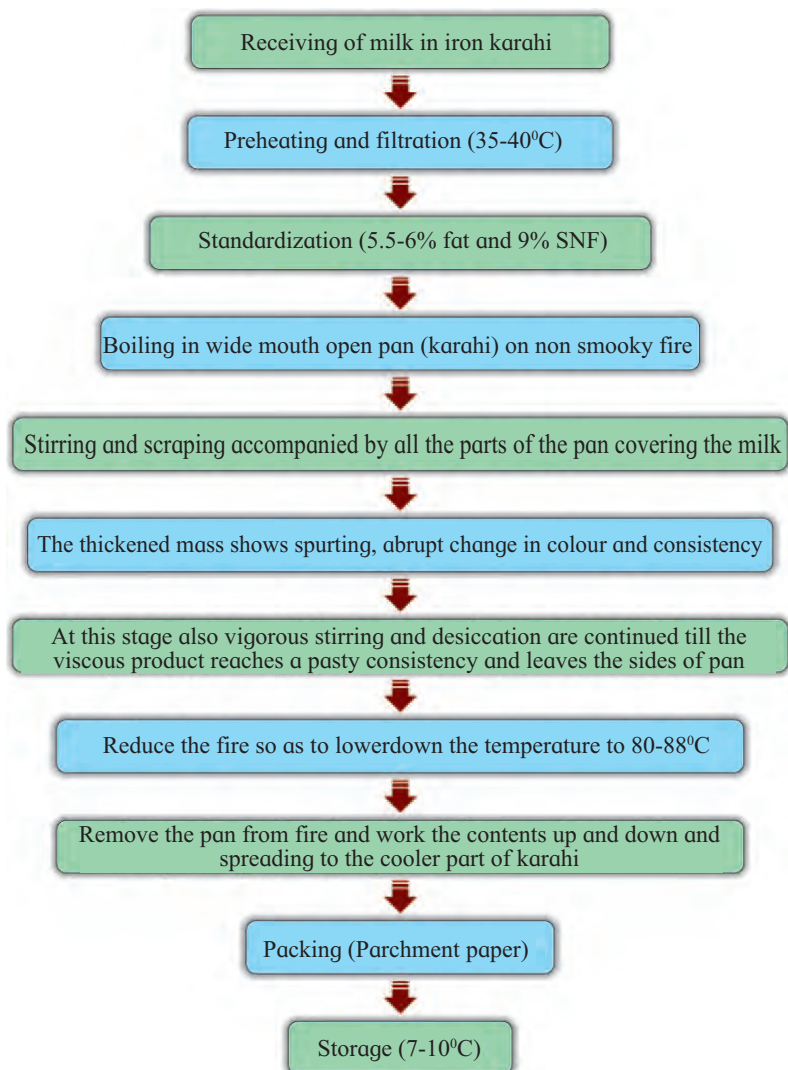 Receiving of milk in iron karahi
Preheating and filtration (35-40⁰C)
Standardization (5.5-6% fat and 9% SNF)
Boiling in wide mouth open pan (karahi) on non smooky fire
Stirring and scraping accompanied by all the parts of the pan covering the milk
The thickened mass shows spurting, abrupt change in colour and consistency
At this stage also vigorous stirring and desiccation are continued till the
viscous product reaches a pasty consistency and leaves the sides of pan
Reduce the fire so as to lowerdown the temperature to 80-88⁰C
Remove the pan from fire and work the contents up and down and
spreading to the cooler part of karahi
Packing (Parchment paper)
Storage (7-10⁰C)